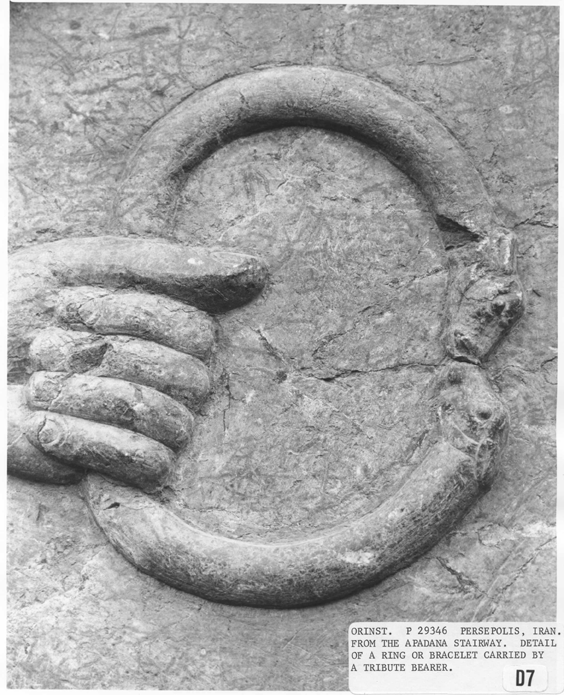 ORINST. P 29346 PERSEPOLIS, IRAN.
FROM THE APADANA STAIRWAY. DETAIL
OF A RING OR BRACELET CARRIED BY
A TRIBUTE BEARER.
D7